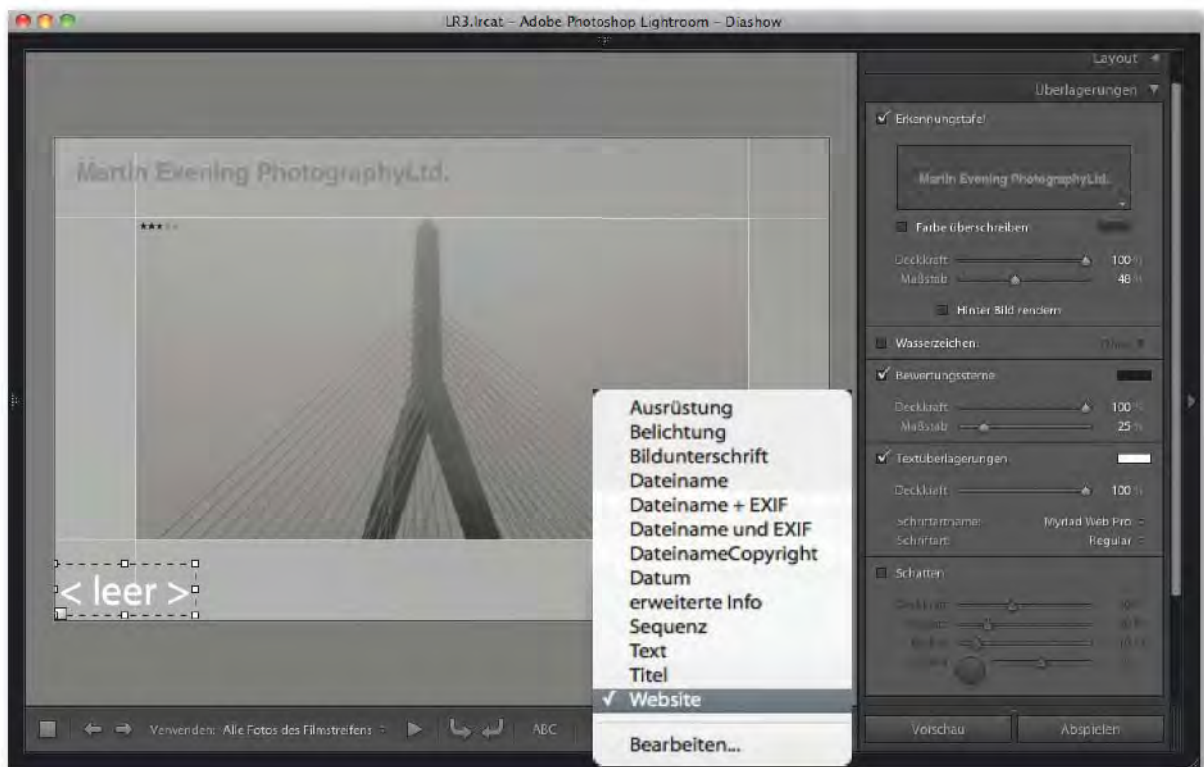 LR3.lrcat – Adobe Photoshop Lightroom – Diashow
Layout
Überlagerungen
Martin Evening PhotographyLtd.
Erkennungstafel
Martin Evening PhotographyLtd.
Farbe überschreiben
Deckkraft 100 %
Maßstab 48 %
Hinter Bild rendern
Wasserzeichen:
Bewertungssterne
Deckkraft 100 %
Maßstab 25 %
Textüberlagerungen
Deckkraft 100 %
Schriftartname: Myriad Web Pro
Schriftart: Regular
Schatten
Deckkraft
< leer >
Ausrüstung
Belichtung
Bildunterschrift
Dateiname
Dateiname + EXIF
Dateiname und EXIF
DateinameCopyright
Datum
erweiterte Info
Sequenz
Text
Titel
✓ Website
Bearbeiten...
Verwenden: Alle Fotos des Filmstreifens
ABC
Vorschau
Abspielen